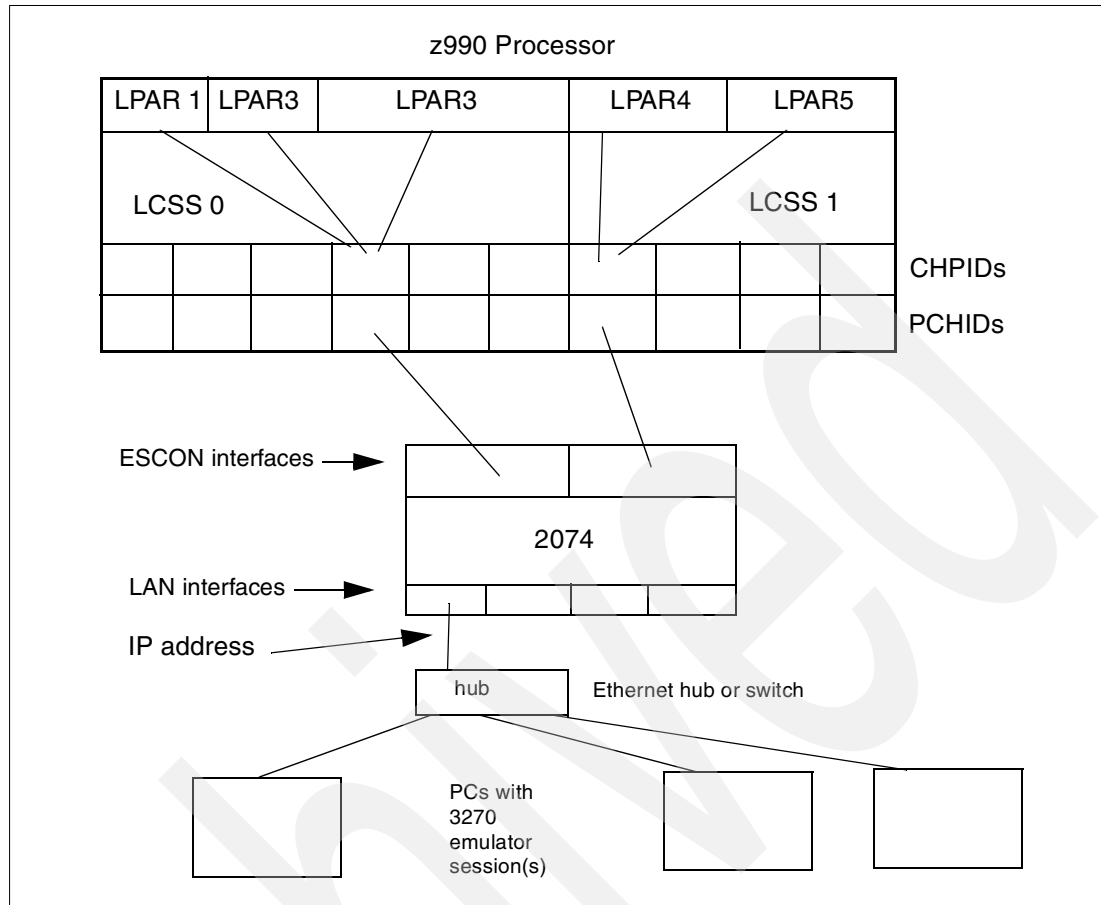 z990 Processor
LPAR 1 LPAR3 LPAR3 LPAR4 LPAR5
LCSS 0 LCSS 1
CHPIDs
PCHIDs
ESCON interfaces
2074
LAN interfaces
IP address
hub Ethernet hub or switch
PCs with
3270
emulator
session(s)
hived